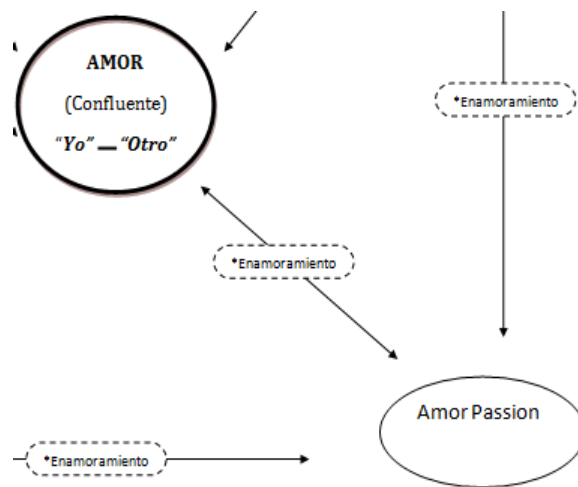 AMOR
(Confluente)
“Yo” — “Otro”
*Enamoramiento
*Enamoramiento
Amor Passion
*Enamoramiento